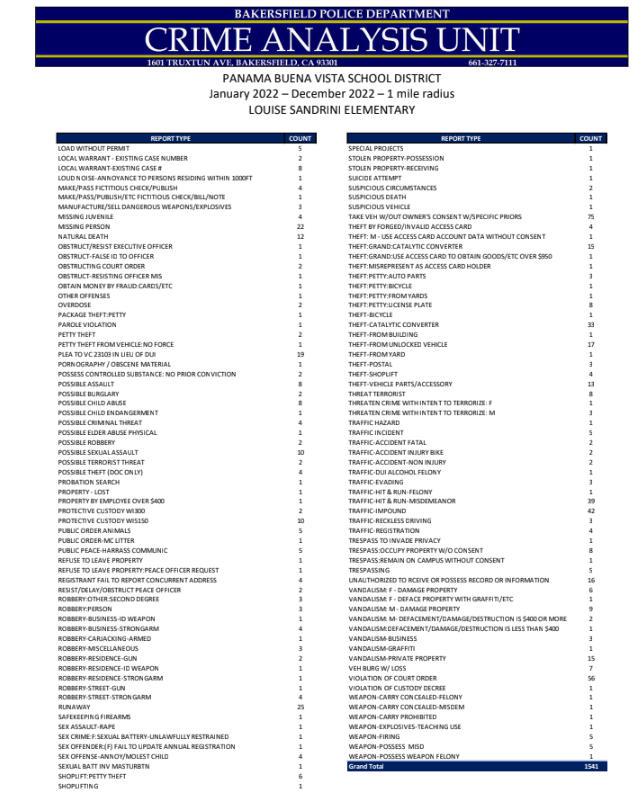 BAKERSFIELD POLICE DEPARTMENT
CRIME ANALYSIS UNIT
1601 TRUXTUN AVE, BAKERSFIELD, CA 93301 661-327-7111
PANAMA BUENA VISTA SCHOOL DISTRICT
January 2022 – December 2022 – 1 mile radius
LOUISE SANDRINI ELEMENTARY
REPORT TYPE COUNT
LOAD WITHOUT PERMIT 5
LOCAL WARRANT - EXISTING CASE NUMBER 2
LOCAL WARRANT-EXISTING CASE # 8
LOUD NOISE-ANNOYANCE TO PERSONS RESIDING WITHIN 1000FT 1
MAKE/PASS FICTITIOUS CHECK/PUBLISH 4
MAKE/PASS/PUBLISH/ETC FICTITIOUS CHECK/BILL/NOTE 1
MANUFACTURE/SELL DANGEROUS WEAPONS/EXPLOSIVES 3
MISSING JUVENILE 4
MISSING PERSON 22
NATURAL DEATH 12
OBSTRUCT/RESIST EXECUTIVE OFFICER 1
OBSTRUCT-FALSE ID TO OFFICER 1
OBSTRUCTING COURT ORDER 2
OBSTRUCT-RESISTING OFFICER MIS 1
OBTAIN MONEY BY FRAUD:CARDS/ETC 1
OTHER OFFENSES 1
OVERDOSE 2
PACKAGE THEFT:PETTY 1
PAROLE VIOLATION 1
PETTY THEFT 2
PETTY THEFT FROM VEHICLE:NO FORCE 1
PLEA TO VC 23103 IN LIEU OF DUI 19
PORNOGRAPHY / OBSCENE MATERIAL 1
POSSESS CONTROLLED SUBSTANCE: NO PRIOR CONVICTION 2
POSSIBLE ASSAULT 8
POSSIBLE BURGLARY 2
POSSIBLE CHILD ABUSE 8
POSSIBLE CHILD ENDANGERMENT 1
POSSIBLE CRIMINAL THREAT 4
POSSIBLE ELDER ABUSE PHYSICAL 1
POSSIBLE ROBBERY 2
POSSIBLE SEXUAL ASSAULT 10
POSSIBLE TERRORIST THREAT 2
POSSIBLE THEFT (DOC ONLY) 4
PROBATION SEARCH 1
PROPERTY - LOST 1
PROPERTY BY EMPLOYEE OVER $400 1
PROTECTIVE CUSTODY WI300 2
PROTECTIVE CUSTODY WI5150 10
PUBLIC ORDER ANIMALS 5
PUBLIC ORDER-MC LITTER 1
PUBLIC PEACE-HARRASS COMMUNIC 5
REFUSE TO LEAVE PROPERTY 1
REFUSE TO LEAVE PROPERTY:PEACE OFFICER REQUEST 1
REGISTRANT FAIL TO REPORT CONCURRENT ADDRESS 4
RESIST/DELAY/OBSTRUCT PEACE OFFICER 2
ROBBERY:OTHER:SECOND DEGREE 3
ROBBERY:PERSON 3
ROBBERY-BUSINESS-ID WEAPON 1
ROBBERY-BUSINESS-STRONGARM 1
ROBBERY-CARJACKING-ARMED 1
ROBBERY-MISCELLANEOUS 3
ROBBERY-RESIDENCE-GUN 2
ROBBERY-RESIDENCE-ID WEAPON 1
ROBBERY-RESIDENCE-STRONGARM 1
ROBBERY-STREET-GUN 1
ROBBERY-STREET-STRONGARM 4
RUNAWAY 25
SAFEKEEPING FIREARMS 1
SEX ASSAULT-RAPE 1
SEX CRIME:F:SEXUAL BATTERY-UNLAWFULLY RESTRAINED 1
SEX OFFENDER:(F) FAIL TO UPDATE ANNUAL REGISTRATION 1
SEX OFFENSE-ANNOY/MOLEST CHILD 4
SEXUAL BATT INV MASTURBTN 1
SHOPLIFT:PETTY THEFT 6
SHOPLIFTING 1
REPORT TYPE COUNT
SPECIAL PROJECTS 1
STOLEN PROPERTY-POSSESSION 1
STOLEN PROPERTY-RECEIVING 1
SUICIDE ATTEMPT 1
SUSPICIOUS CIRCUMSTANCES 2
SUSPICIOUS DEATH 1
SUSPICIOUS VEHICLE 1
TAKE VEH W/OUT OWNER'S CONSENT W/SPECIFIC PRIORS 75
THEFT BY FORGED/INVALID ACCESS CARD 4
THEFT: M - USE ACCESS CARD ACCOUNT DATA WITHOUT CONSENT 1
THEFT:GRAND:CATALYTIC CONVERTER 15
THEFT:GRAND:USE ACCESS CARD TO OBTAIN GOODS/ETC OVER $950 1
THEFT:MISREPRESENT AS ACCESS CARD HOLDER 1
THEFT:PETTY:AUTO PARTS 3
THEFT:PETTY:BICYCLE 1
THEFT:PETTY:FROM YARDS 1
THEFT:PETTY:LICENSE PLATE 8
THEFT-BICYCLE 1
THEFT-CATALYTIC CONVERTER 33
THEFT-FROM BUILDING 1
THEFT-FROM UNLOCKED VEHICLE 17
THEFT-FROM YARD 1
THEFT-POSTAL 3
THEFT-SHOPLIFT 4
THEFT-VEHICLE PARTS/ACCESSORY 13
THREAT TERRORIST 8
THREATEN CRIME WITH INTENT TO TERRORIZE: F 1
THREATEN CRIME WITH INTENT TO TERRORIZE: M 3
TRAFFIC HAZARD 1
TRAFFIC INCIDENT 5
TRAFFIC-ACCIDENT FATAL 2
TRAFFIC-ACCIDENT INJURY BIKE 2
TRAFFIC-ACCIDENT-NON INJURY 2
TRAFFIC-DUI ALCOHOL FELONY 1
TRAFFIC-EVADING 3
TRAFFIC-HIT & RUN-FELONY 1
TRAFFIC-HIT & RUN-MISDEMEANOR 39
TRAFFIC-IMPOUND 42
TRAFFIC-RECKLESS DRIVING 3
TRAFFIC-REGISTRATION 4
TRESPASS TO INVADE PRIVACY 1
TRESPASS:OCCUPY PROPERTY W/O CONSENT 8
TRESPASS:REMAIN ON CAMPUS WITHOUT CONSENT 1
TRESPASSING 5
UNAUTHORIZED TO RCEIVE OR POSSESS RECORD OR INFORMATION 16
VANDALISM: F - DAMAGE PROPERTY 6
VANDALISM: F - DEFACE PROPERTY WITH GRAFFITI/ETC 1
VANDALISM: M - DAMAGE PROPERTY 9
VANDALISM: M- DEFACEMENT/DAMAGE/DESTRUCTION IS $400 OR MORE 2
VANDALISM:DEFACEMENT/DAMAGE/DESTRUCTION IS LESS THAN $400 1
VANDALISM-BUSINESS 3
VANDALISM-GRAFFITI 1
VANDALISM-PRIVATE PROPERTY 15
VEH BURG W/ LOSS 7
VIOLATION OF COURT ORDER 56
VIOLATION OF CUSTODY DECREE 1
WEAPON-CARRY CONCEALED-FELONY 1
WEAPON-CARRY CONCEALED-MISDEM 1
WEAPON-CARRY PROHIBITED 1
WEAPON-EXPLOSIVES-TEACHING USE 1
WEAPON-FIRING 5
WEAPON-POSSESS MISD 5
WEAPON-POSSESS WEAPON FELONY 1
Grand Total 1541